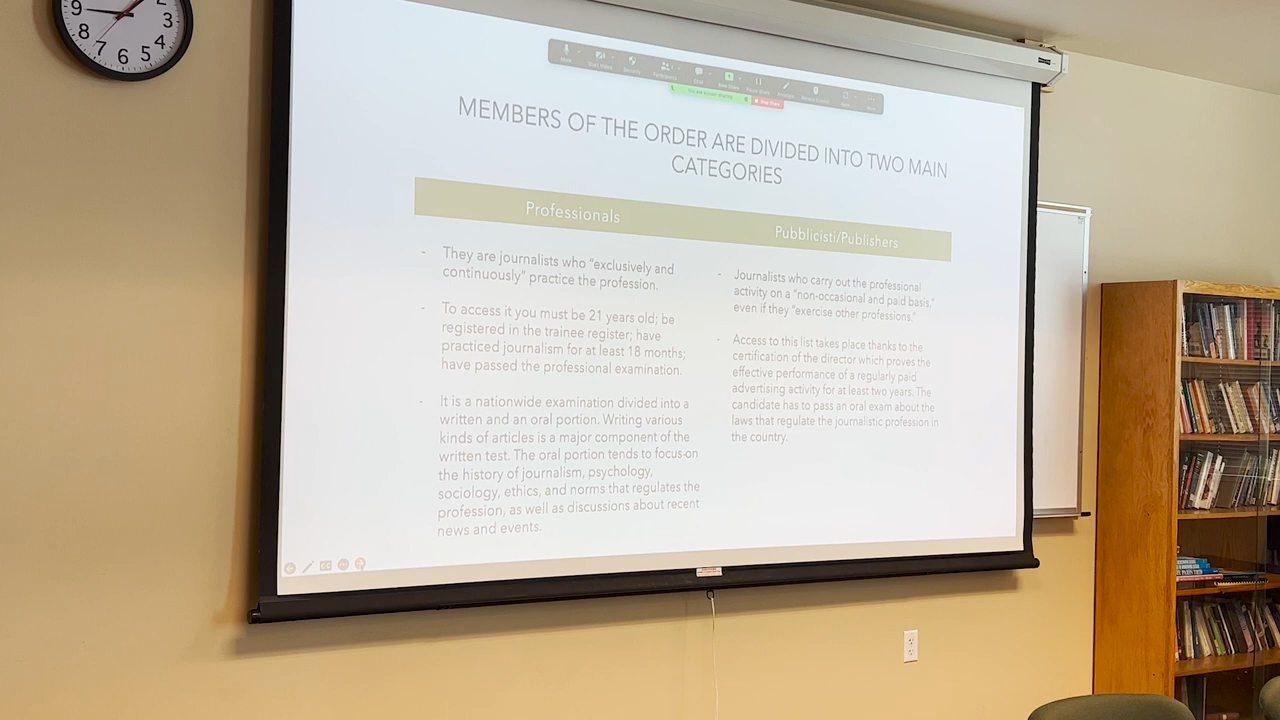 9
2
3
8
4
7
6
5
MEMBERS OF THE ORDER ARE DIVIDED INTO TWO MAIN
CATEGORIES
Professionals
Pubblicisti/Publishers
- They are journalists who "exclusively and
continuously" practice the profession.
- To access it you must be 21 years old; be
registered in the trainee register; have
practiced journalism for at least 18 months;
have passed the professional examination.
- It is a nationwide examination divided into a
written and an oral portion. Writing various
kinds of articles is a major component of the
written test. The oral portion tends to focus on
the history of journalism, psychology,
sociology, ethics, and norms that regulates the
profession, as well as discussions about recent
news and events.
- Journalists who carry out the professional
activity on a "non-occasional and paid basis,"
even if they "exercise other professions."
- Access to this list takes place thanks to the
certification of the director which proves the
effective performance of a regularly paid
advertising activity for at least two years. The
candidate has to pass an oral exam about the
laws that regulate the journalistic profession in
the country.